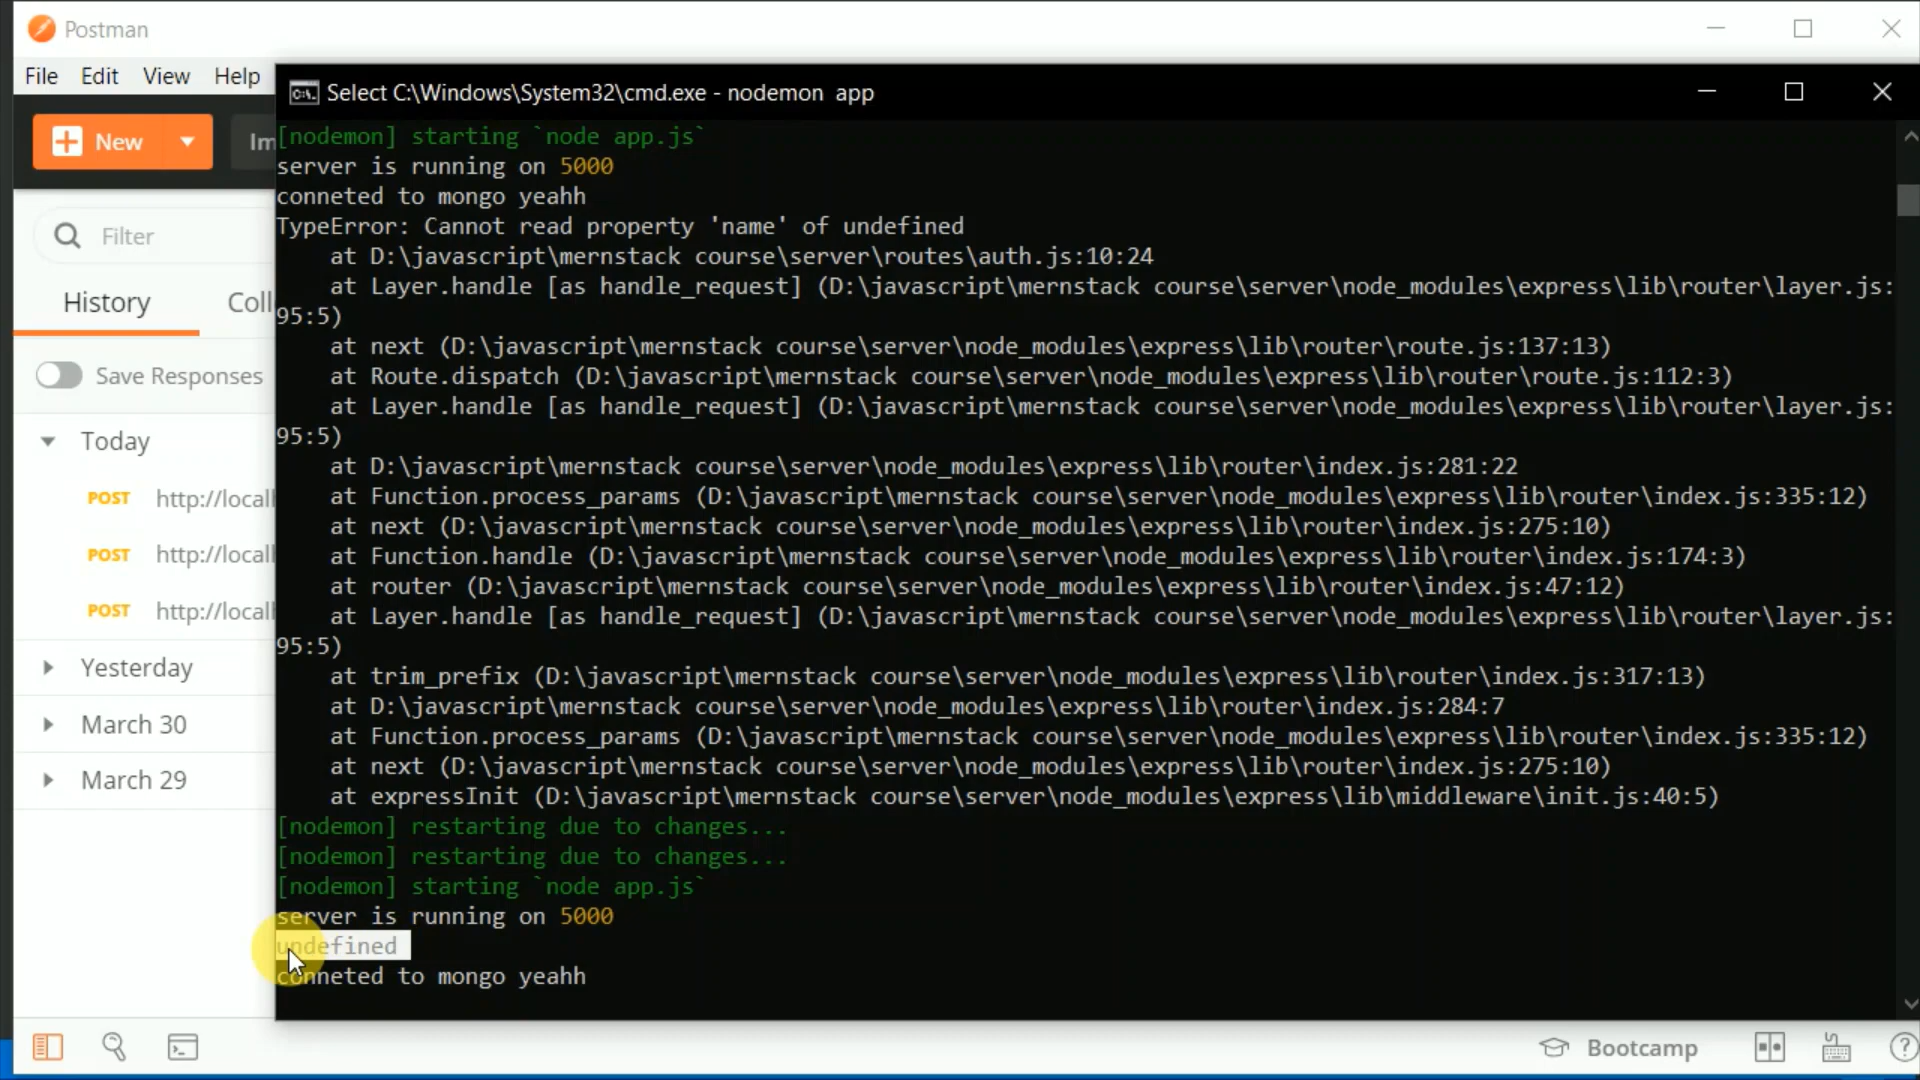 Postman
File Edit View Help
New
Im
Filter
History Coll
Save Responses
Today
POST http://local
POST http://local
POST http://local
Yesterday
March 30
March 29
Select C:\Windows\System32\cmd.exe - nodemon app
[nodemon] starting `node app.js`
server is running on 5000
conneted to mongo yeahh
TypeError: Cannot read property 'name' of undefined
at D:\javascript\mernstack course\server\routes\auth.js:10:24
at Layer.handle [as handle_request] (D:\javascript\mernstack course\server\node_modules\express\lib\router\layer.js:
95:5)
at next (D:\javascript\mernstack course\server\node_modules\express\lib\router\route.js:137:13)
at Route.dispatch (D:\javascript\mernstack course\server\node_modules\express\lib\router\route.js:112:3)
at Layer.handle [as handle_request] (D:\javascript\mernstack course\server\node_modules\express\lib\router\layer.js:
95:5)
at D:\javascript\mernstack course\server\node_modules\express\lib\router\index.js:281:22
at Function.process_params (D:\javascript\mernstack course\server\node_modules\express\lib\router\index.js:335:12)
at next (D:\javascript\mernstack course\server\node_modules\express\lib\router\index.js:275:10)
at Function.handle (D:\javascript\mernstack course\server\node_modules\express\lib\router\index.js:174:3)
at router (D:\javascript\mernstack course\server\node_modules\express\lib\router\index.js:47:12)
at Layer.handle [as handle_request] (D:\javascript\mernstack course\server\node_modules\express\lib\router\layer.js:
95:5)
at trim_prefix (D:\javascript\mernstack course\server\node_modules\express\lib\router\index.js:317:13)
at D:\javascript\mernstack course\server\node_modules\express\lib\router\index.js:284:7
at Function.process_params (D:\javascript\mernstack course\server\node_modules\express\lib\router\index.js:335:12)
at next (D:\javascript\mernstack course\server\node_modules\express\lib\router\index.js:275:10)
at expressInit (D:\javascript\mernstack course\server\node_modules\express\lib\middleware\init.js:40:5)
[nodemon] restarting due to changes...
[nodemon] restarting due to changes...
[nodemon] starting `node app.js`
server is running on 5000
undefined
conneted to mongo yeahh
Bootcamp